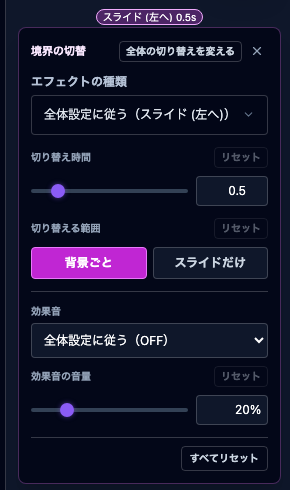 スライド (左へ) 0.5s
境界の切替
全体の切り替えを変える
エフェクトの種類
全体設定に従う（スライド (左へ)）
切り替え時間
リセット
0.5
切り替える範囲
リセット
背景ごと
スライドだけ
効果音
全体設定に従う（OFF）
効果音の音量
リセット
20%
すべてリセット